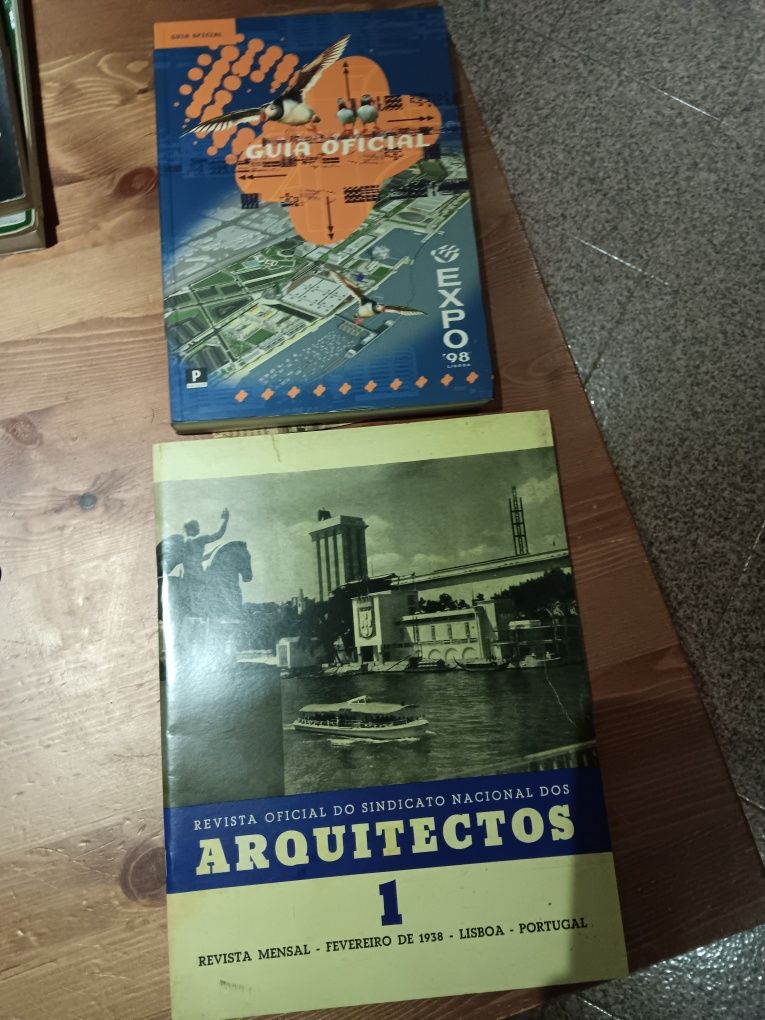 GUIA OFICIAL
GUIA OFICIAL
EXPO
'98
LISBOA
P
REVISTA OFICIAL DO SINDICATO NACIONAL DOS
ARQUITECTOS
1
REVISTA MENSAL - FEVEREIRO DE 1938 - LISBOA - PORTUGAL